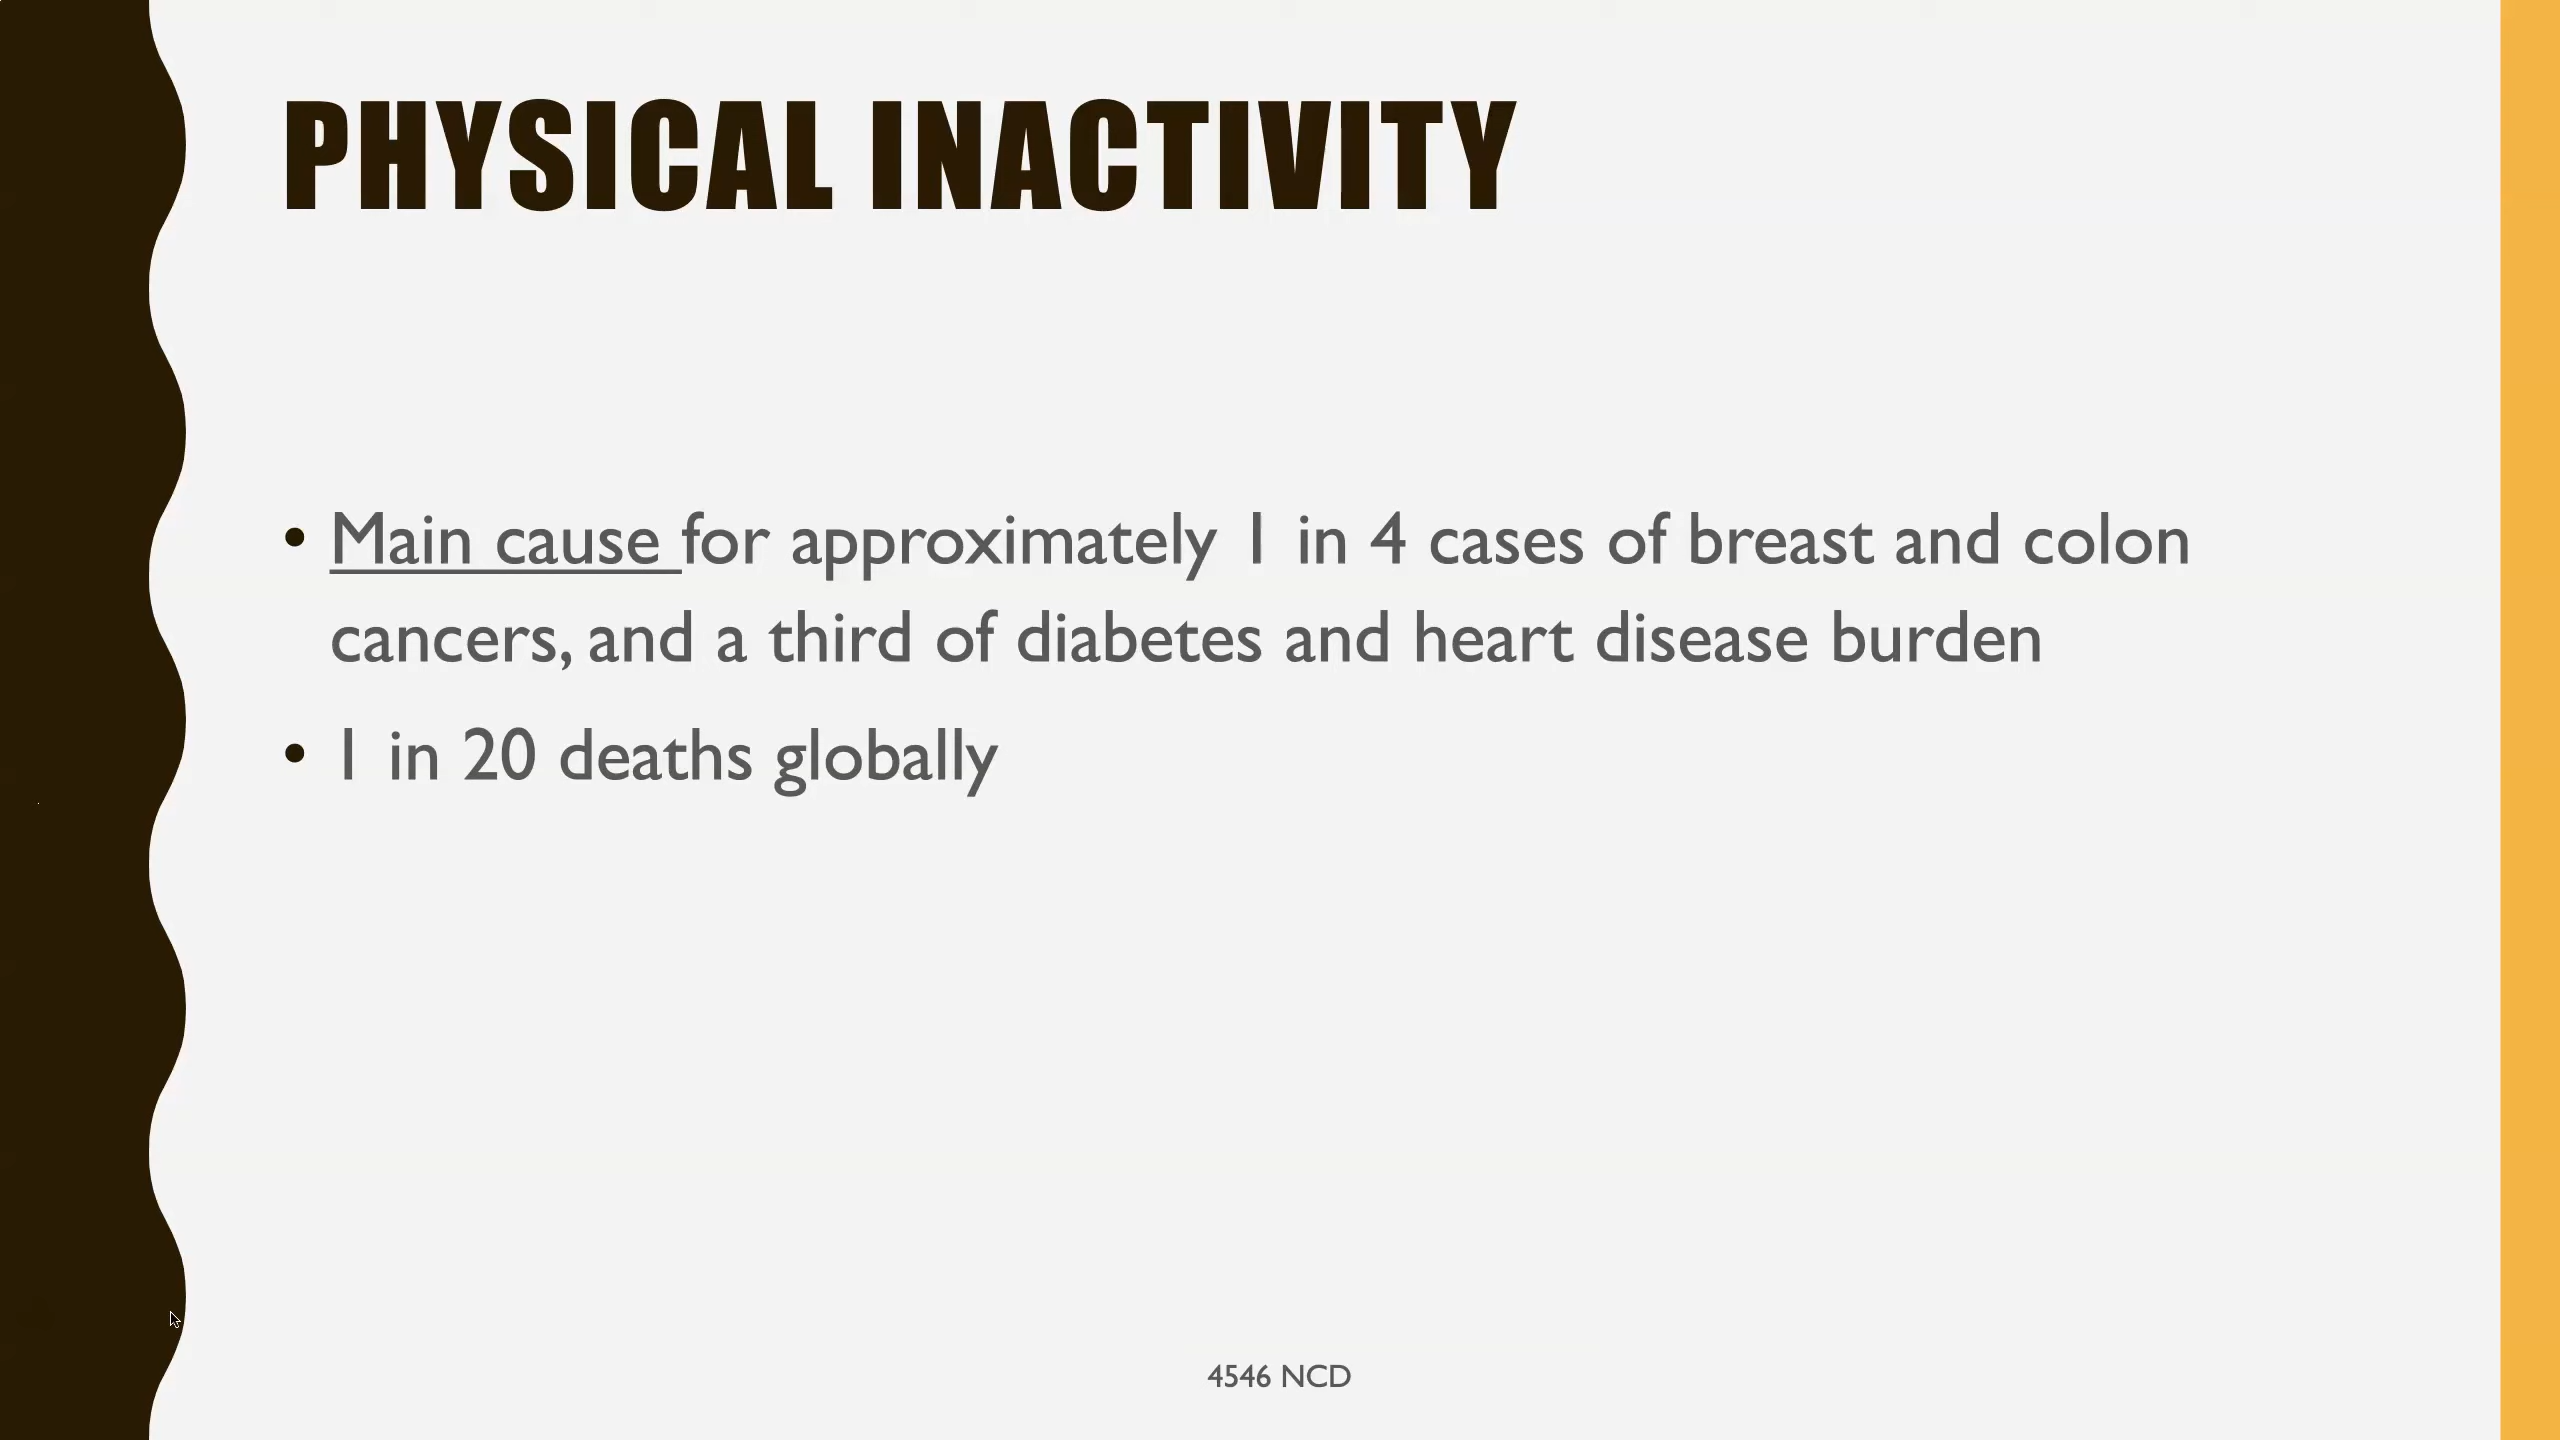 PHYSICAL INACTIVITY
• Main cause for approximately 1 in 4 cases of breast and colon
cancers, and a third of diabetes and heart disease burden
• 1 in 20 deaths globally
4546 NCD